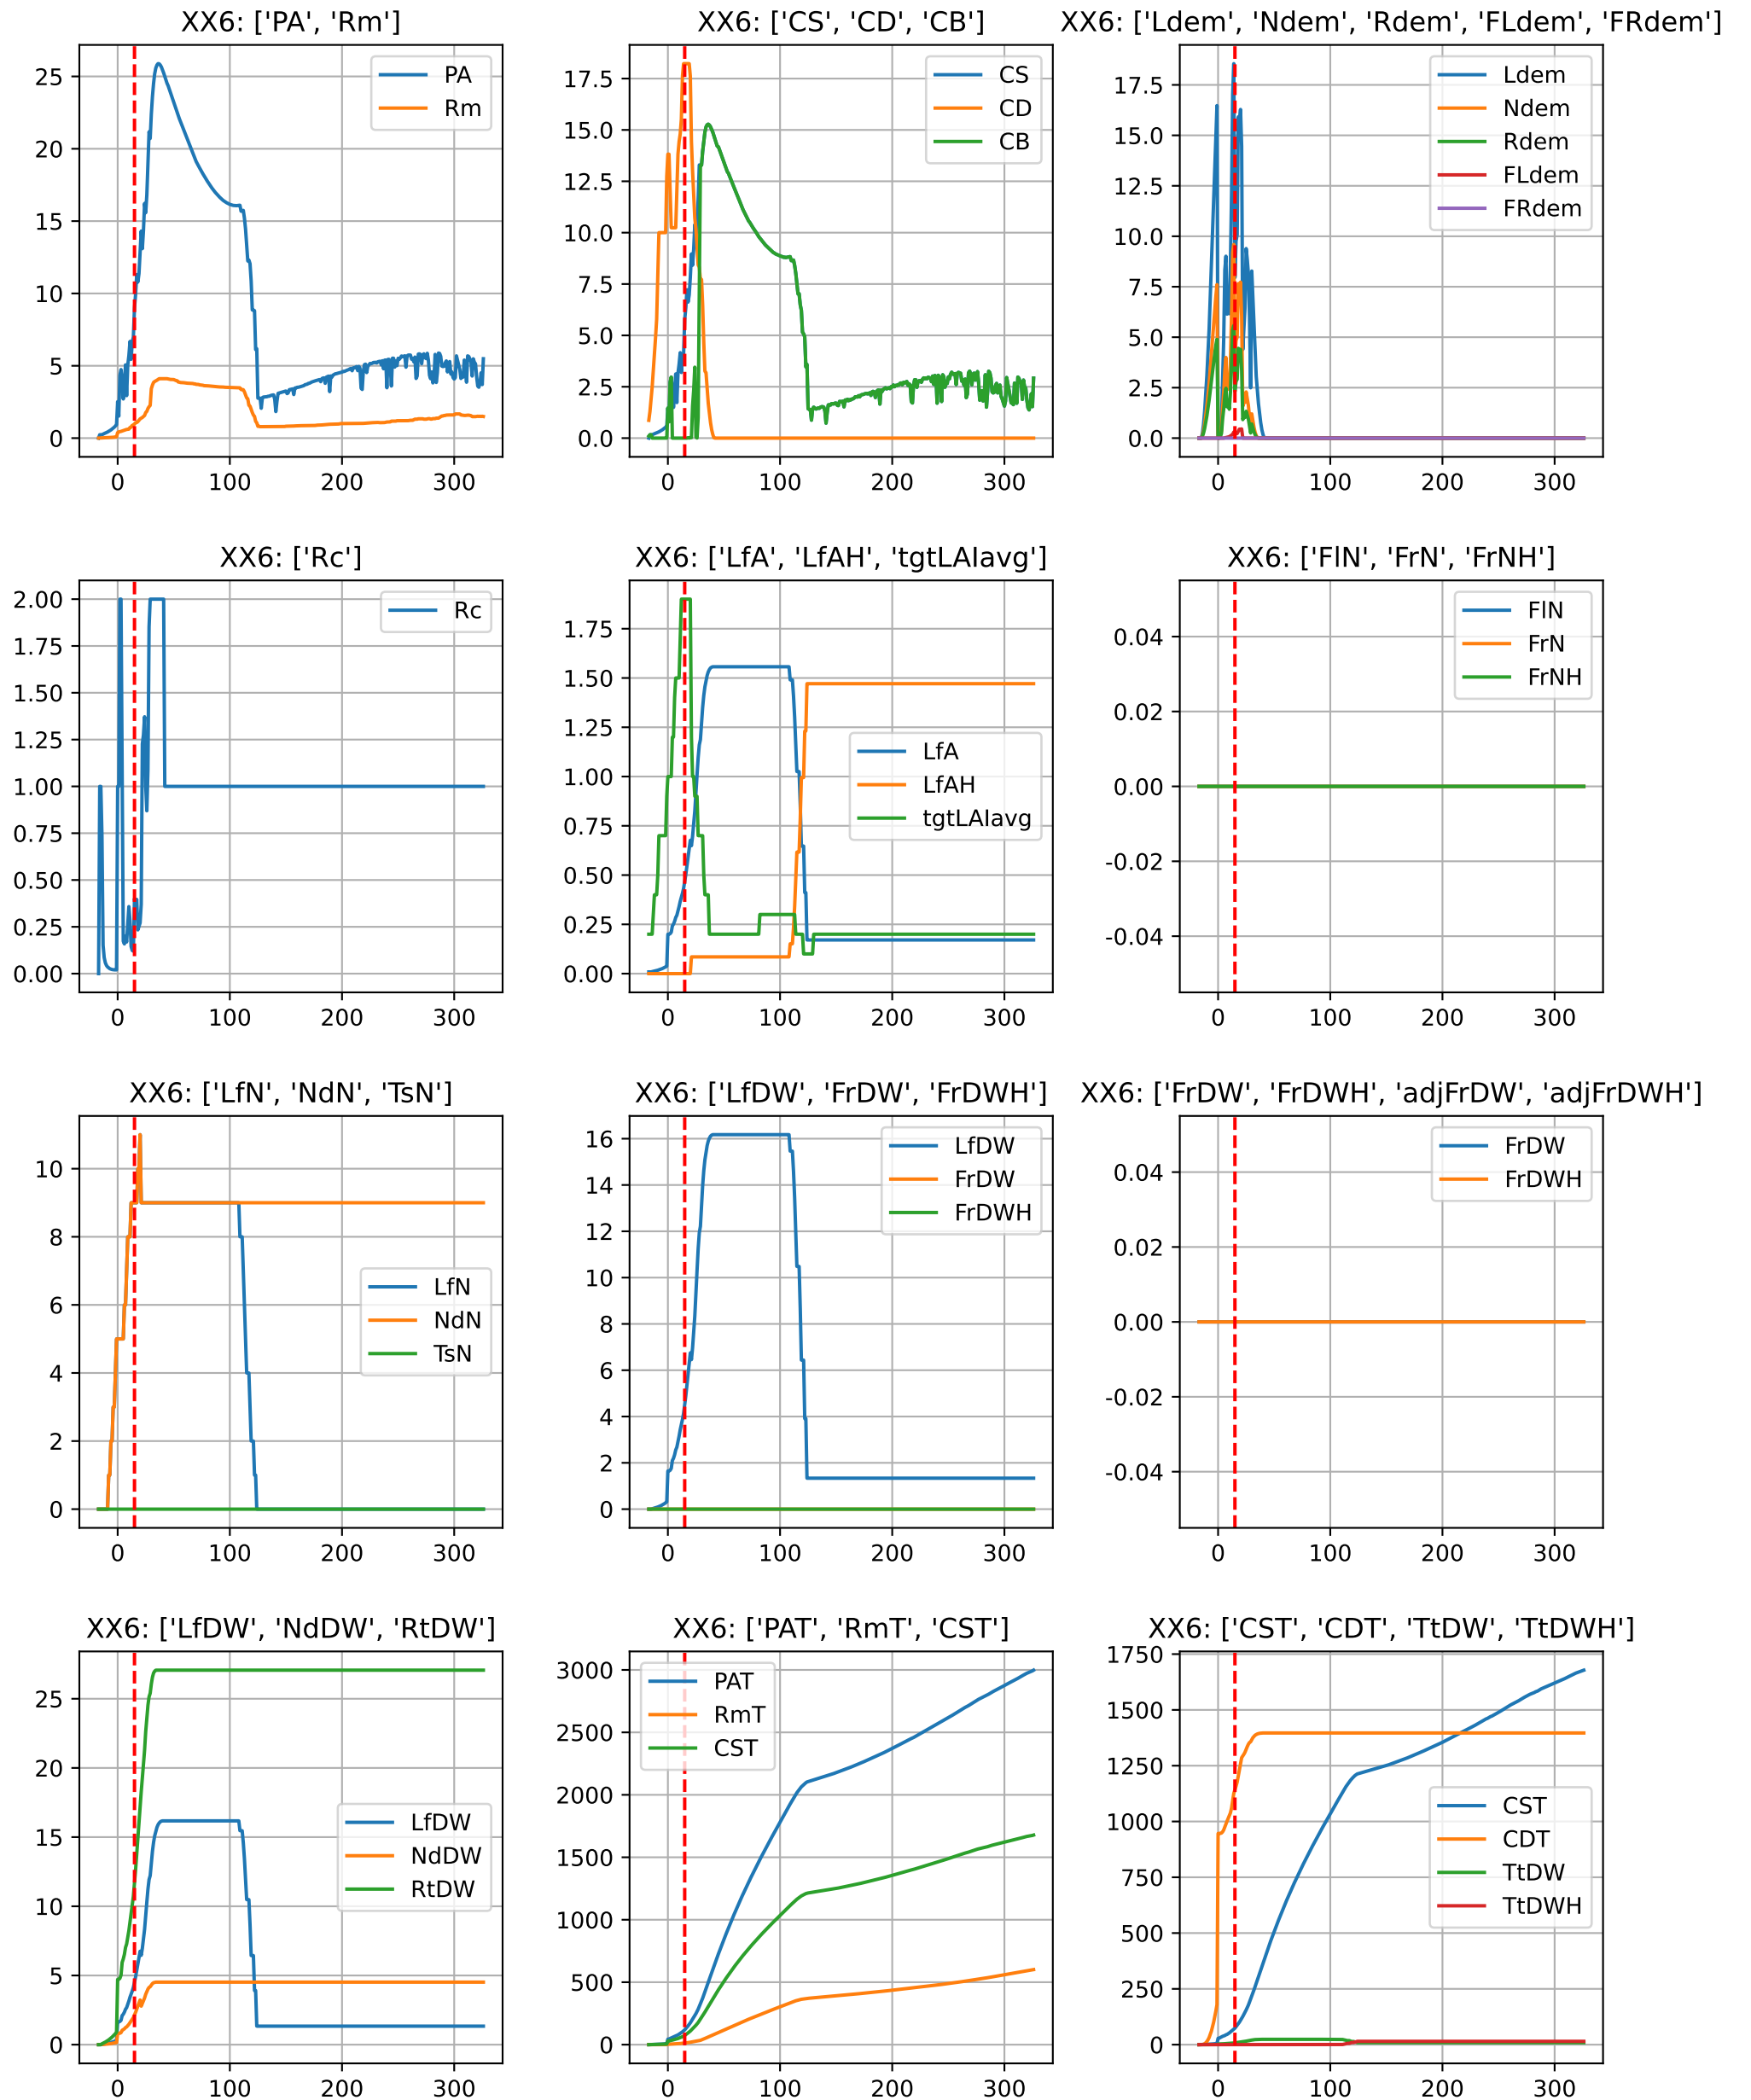 XX6: ['PA', 'Rm']
25
20
15
10
5
0
0 100 200 300
PA
Rm
XX6: ['CS', 'CD', 'CB']
17.5
15.0
12.5
10.0
7.5
5.0
2.5
0.0
0 100 200 300
CS
CD
CB
XX6: ['Ldem', 'Ndem', 'Rdem', 'FLdem', 'FRdem']
17.5
15.0
12.5
10.0
7.5
5.0
2.5
0.0
0 100 200 300
Ldem
Ndem
Rdem
FLdem
FRdem
XX6: ['Rc']
2.00
1.75
1.50
1.25
1.00
0.75
0.50
0.25
0.00
0 100 200 300
Rc
XX6: ['LfA', 'LfAH', 'tgtLAIavg']
1.75
1.50
1.25
1.00
0.75
0.50
0.25
0.00
0 100 200 300
LfA
LfAH
tgtLAIavg
XX6: ['FlN', 'FrN', 'FrNH']
0.04
0.02
0.00
-0.02
-0.04
0 100 200 300
FlN
FrN
FrNH
XX6: ['LfN', 'NdN', 'TsN']
10
8
6
4
2
0
0 100 200 300
LfN
NdN
TsN
XX6: ['LfDW', 'FrDW', 'FrDWH']
16
14
12
10
8
6
4
2
0
0 100 200 300
LfDW
FrDW
FrDWH
XX6: ['FrDW', 'FrDWH', 'adjFrDW', 'adjFrDWH']
0.04
0.02
0.00
-0.02
-0.04
0 100 200 300
FrDW
FrDWH
XX6: ['LfDW', 'NdDW', 'RtDW']
25
20
15
10
5
0
0 100 200 300
LfDW
NdDW
RtDW
XX6: ['PAT', 'RmT', 'CST']
3000
2500
2000
1500
1000
500
0
0 100 200 300
PAT
RmT
CST
XX6: ['CST', 'CDT', 'TtDW', 'TtDWH']
1750
1500
1250
1000
750
500
250
0
0 100 200 300
CST
CDT
TtDW
TtDWH